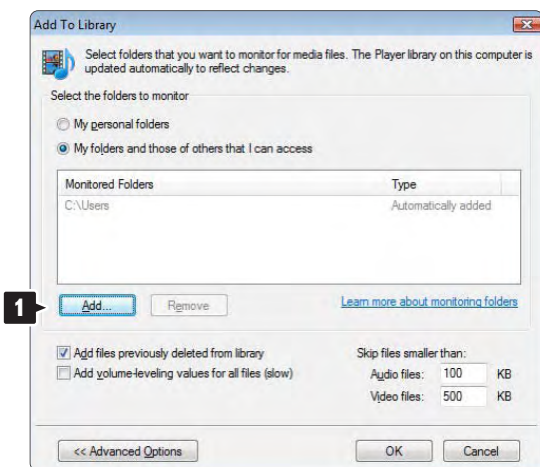 Add To Library
Select folders that you want to monitor for media files. The Player library on this computer is
updated automatically to reflect changes.
Select the folders to monitor
My personal folders
My folders and those of others that I can access
Monitored Folders Type
C:\Users Automatically added
1
Add... Remove Learn more about monitoring folders
Add files previously deleted from library Skip files smaller than:
Add volume-leveling values for all files (slow) Audio files: 100 KB
Video files: 500 KB
<< Advanced Options OK Cancel